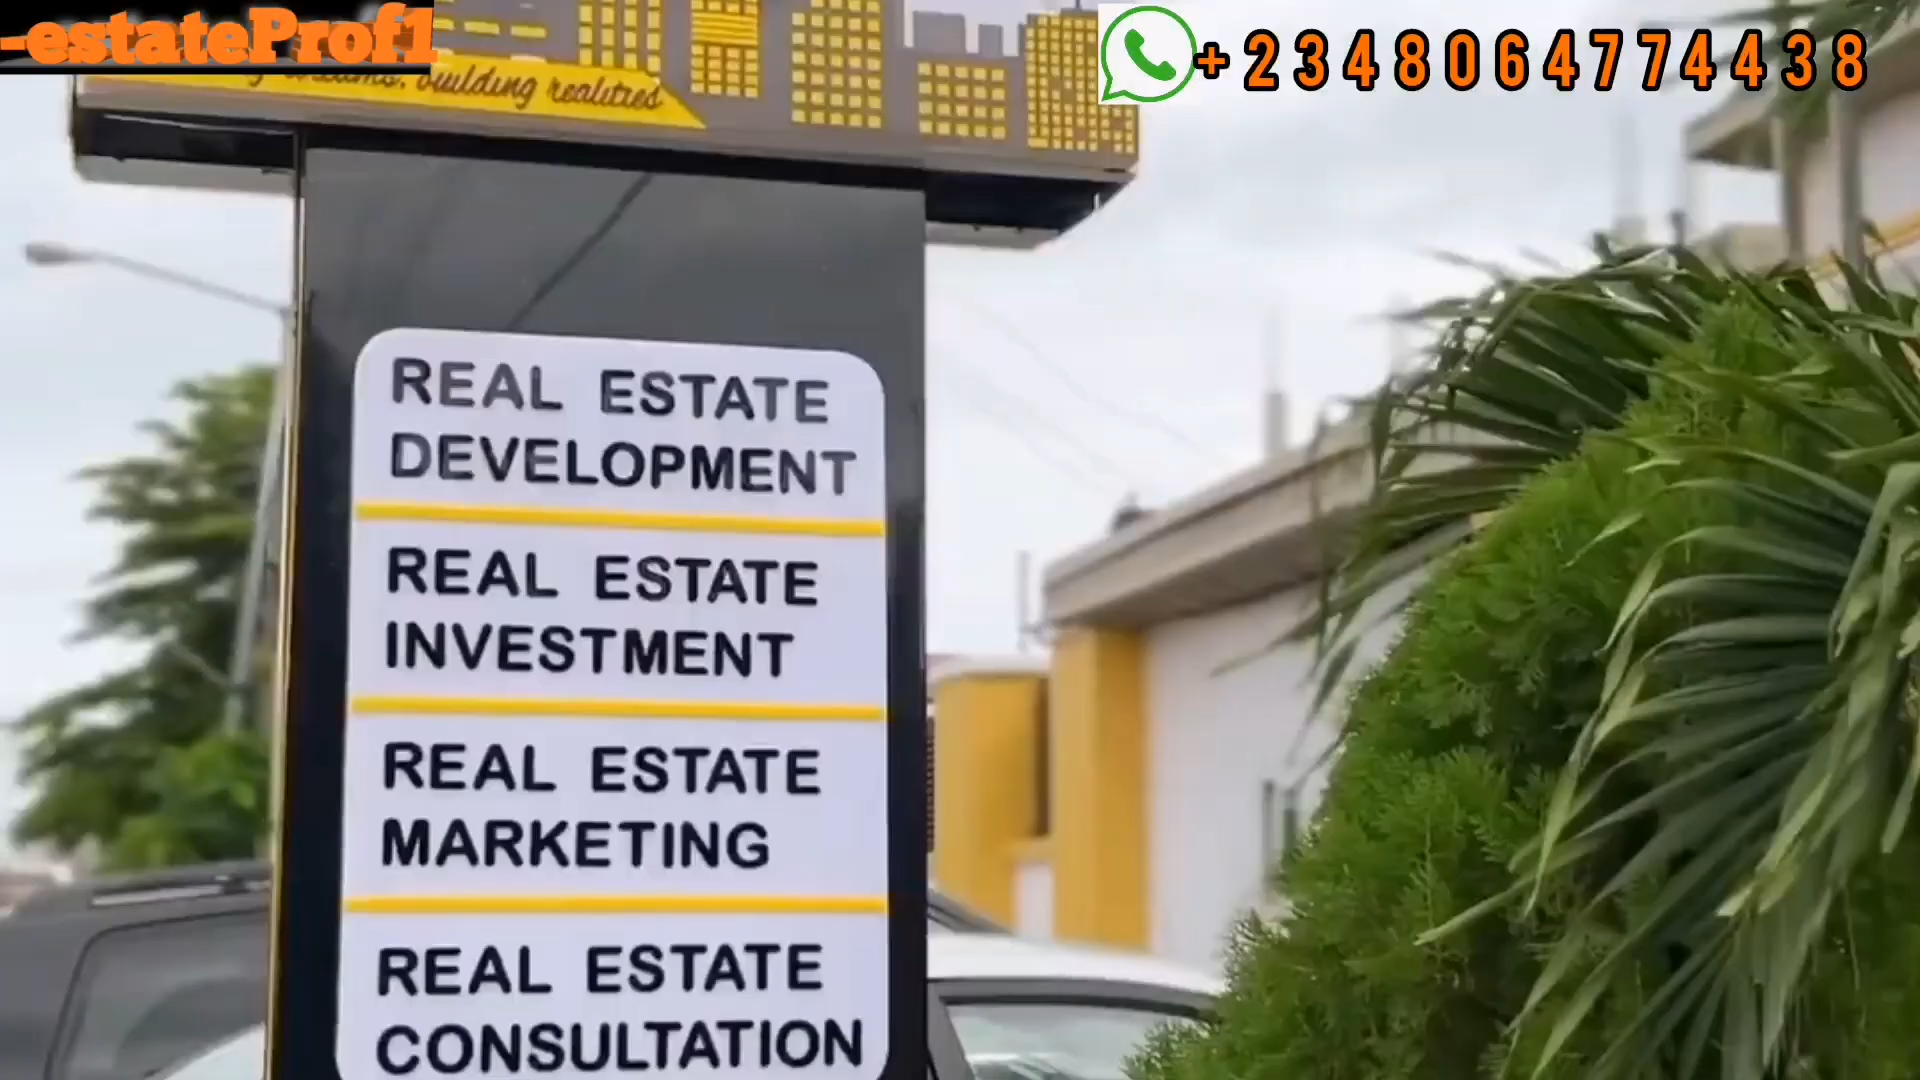 -estateProf1
+2348064774438
building realities
REAL ESTATE
DEVELOPMENT
REAL ESTATE
INVESTMENT
REAL ESTATE
MARKETING
REAL ESTATE
CONSULTATION